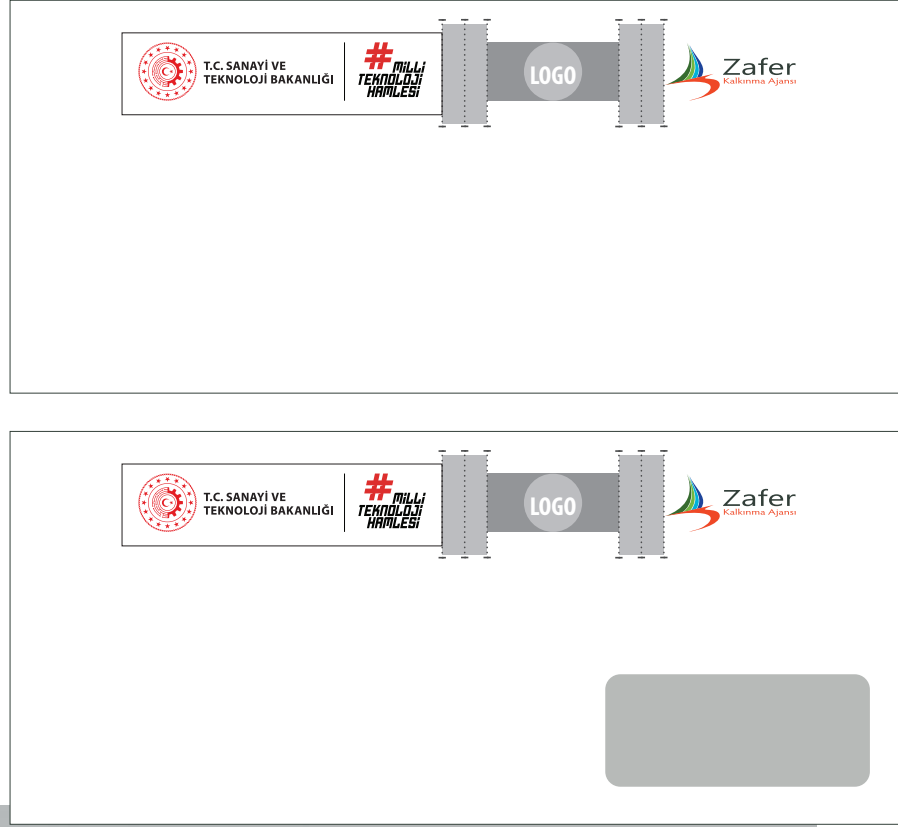 T.C. SANAYİ VE
TEKNOLOJİ BAKANLIĞI
#MİLLİ
TEKNOLOJİ
HAMLESİ
LOGO
Zafer
Kalkınma Ajansı
T.C. SANAYİ VE
TEKNOLOJİ BAKANLIĞI
#MİLLİ
TEKNOLOJİ
HAMLESİ
LOGO
Zafer
Kalkınma Ajansı